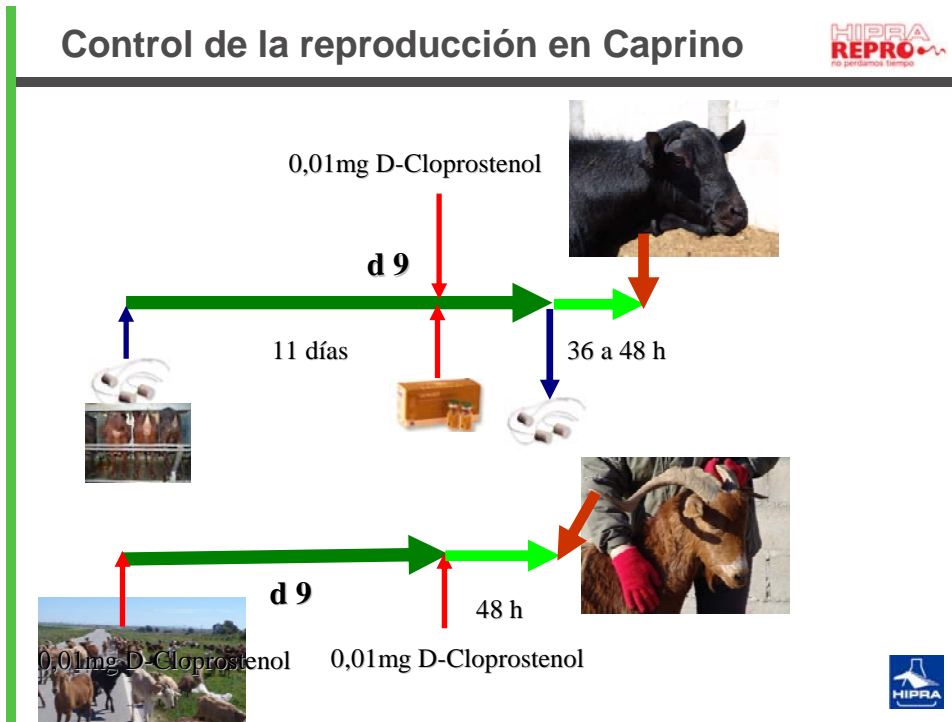 Control de la reproducción en Caprino
HIPRA
REPRO
no perdamos tiempo
0,01mg D-Cloprostenol
d 9
11 días
36 a 48 h
d 9
48 h
0,01mg D-Cloprostenol
0,01mg D-Cloprostenol
HIPRA